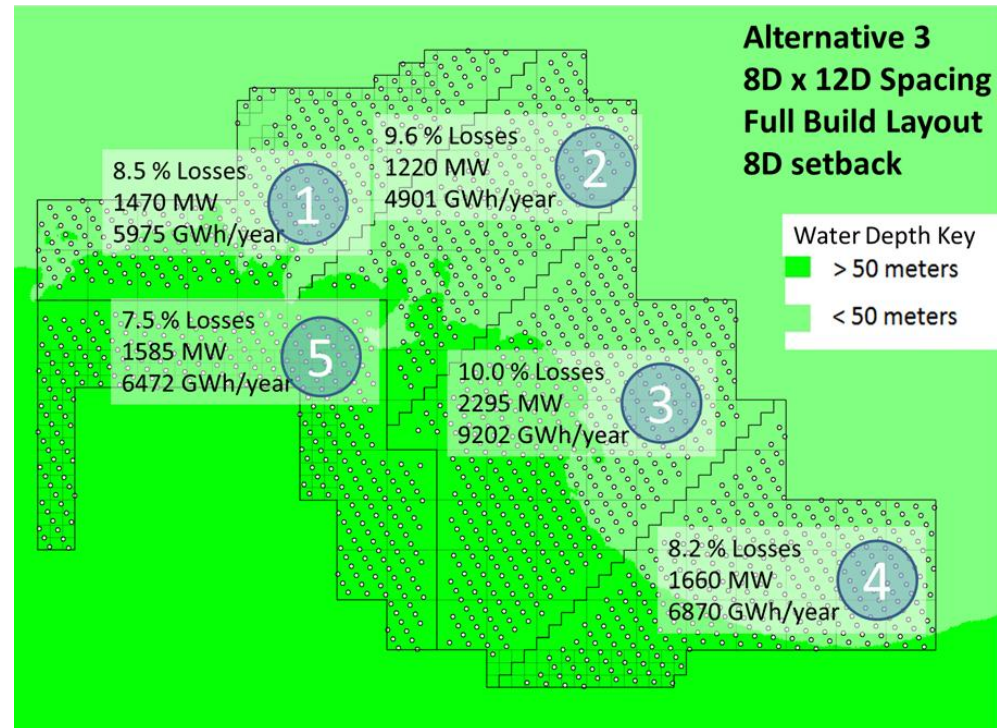 Alternative 3
8D x 12D Spacing
Full Build Layout
8D setback
8.5 % Losses
1470 MW
5975 GWh/year
1
9.6 % Losses
1220 MW
4901 GWh/year
2
Water Depth Key
> 50 meters
< 50 meters
7.5 % Losses
1585 MW
6472 GWh/year
5
10.0 % Losses
2295 MW
9202 GWh/year
3
8.2 % Losses
1660 MW
6870 GWh/year
4